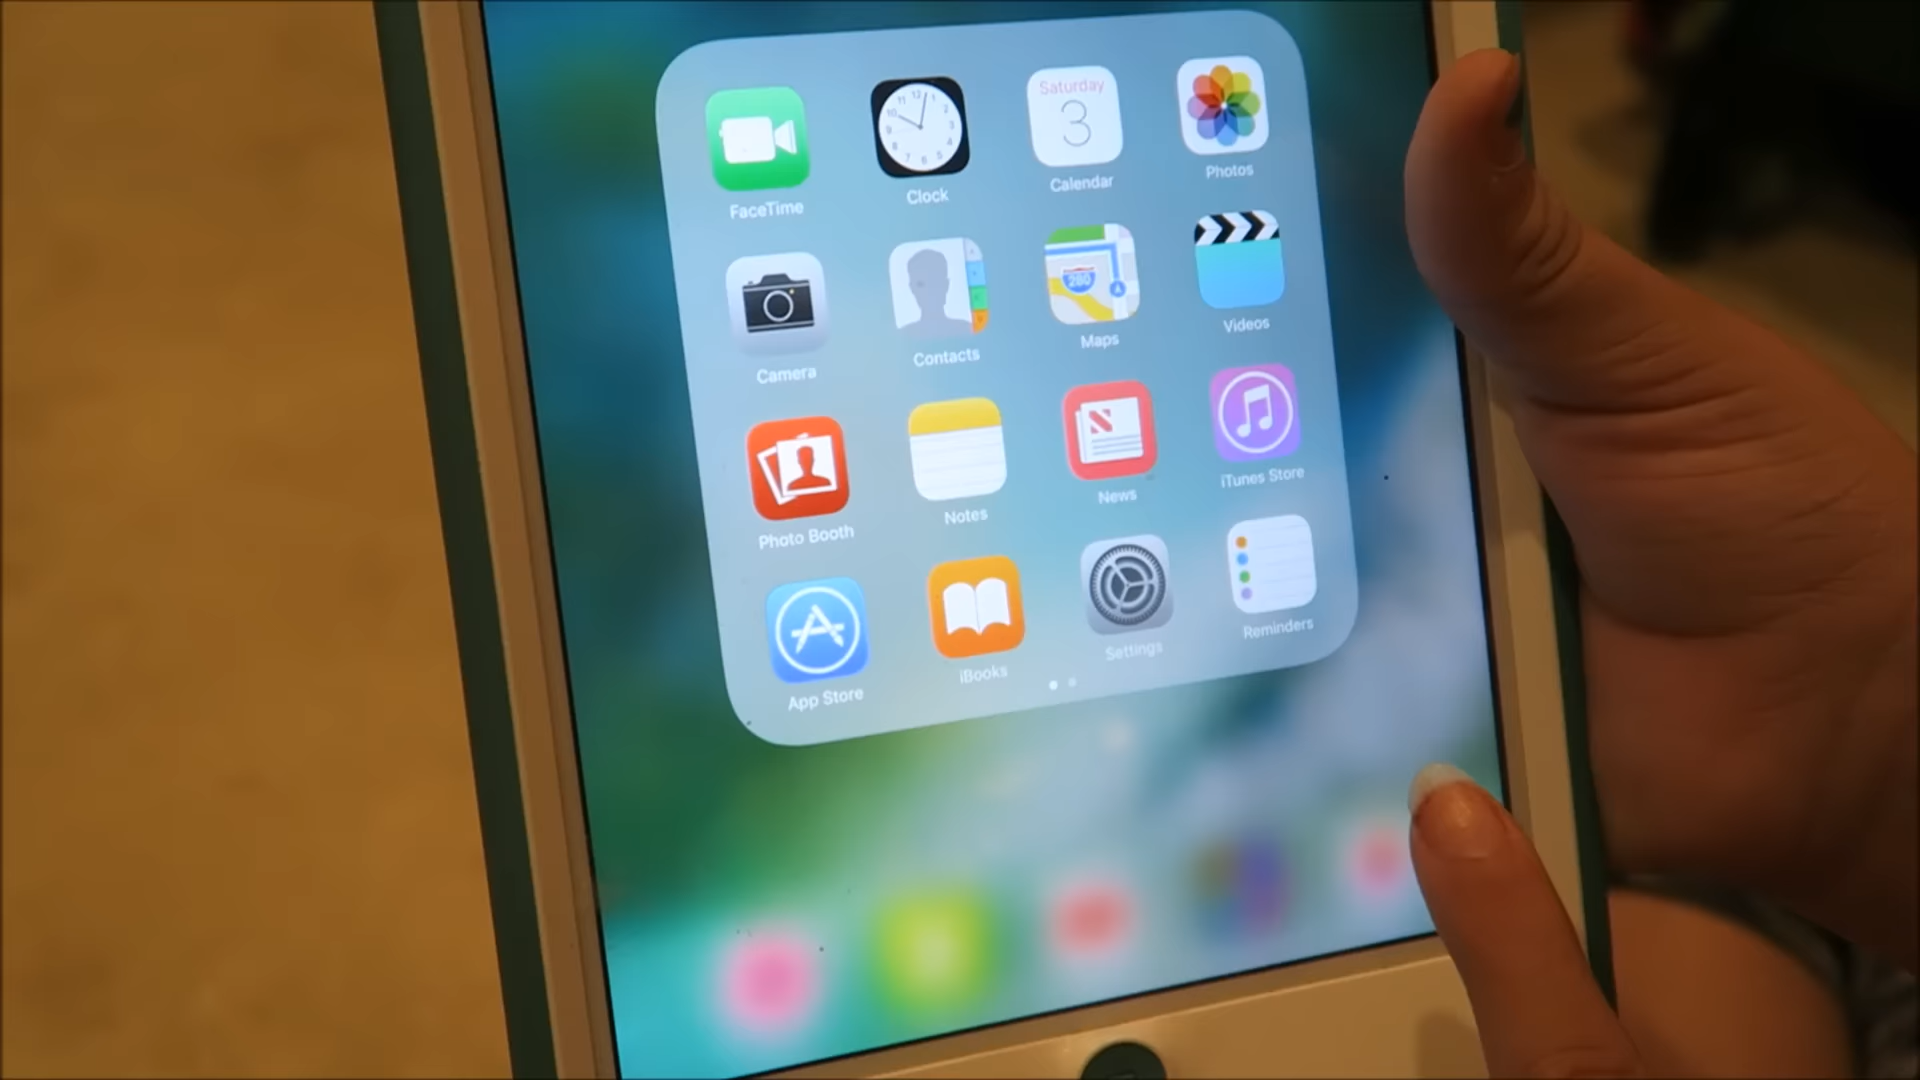 Saturday
3
FaceTime
Clock
Calendar
Photos
280
Camera
Contacts
Maps
Videos
Photo Booth
Notes
News
iTunes Store
App Store
iBooks
Settings
Reminders